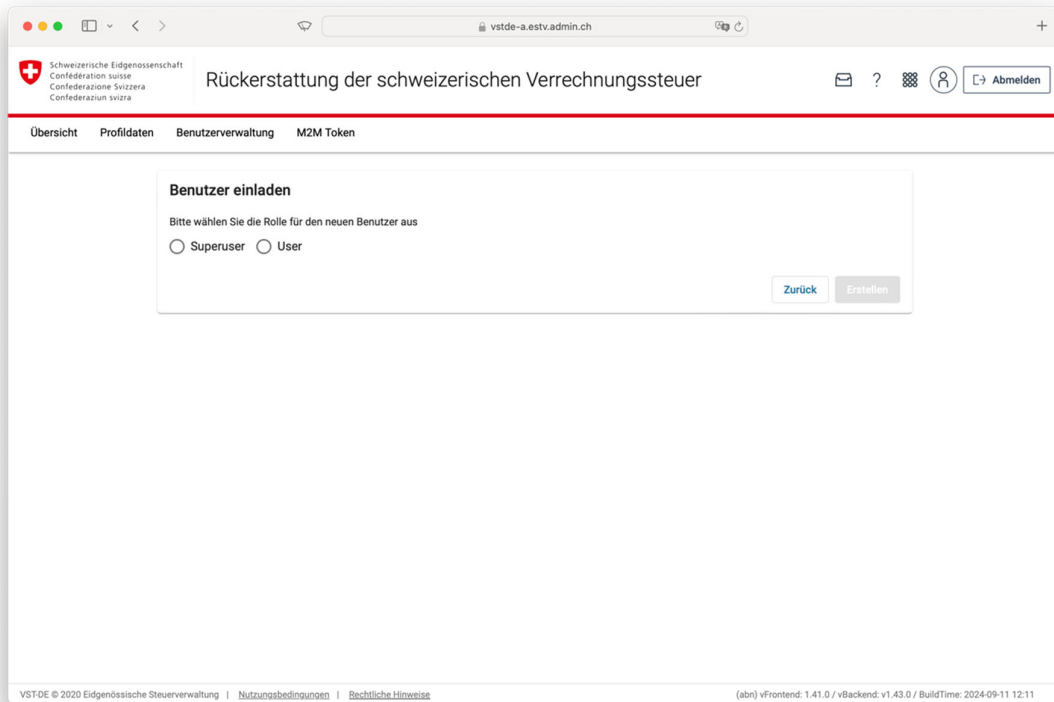 vstde-a.estv.admin.ch
Schweizerische Eidgenossenschaft
Confédération suisse
Confederazione Svizzera
Confederaziun svizra
Rückerstattung der schweizerischen Verrechnungssteuer
? Abmelden
Übersicht Profildaten Benutzerverwaltung M2M Token
Benutzer einladen
Bitte wählen Sie die Rolle für den neuen Benutzer aus
Superuser User
Zurück Erstellen
VST-DE © 2020 Eidgenössische Steuerverwaltung | Nutzungsbedingungen | Rechtliche Hinweise (abn) vFrontend: 1.41.0 / vBackend: v1.43.0 / BuildTime: 2024-09-11 12:11